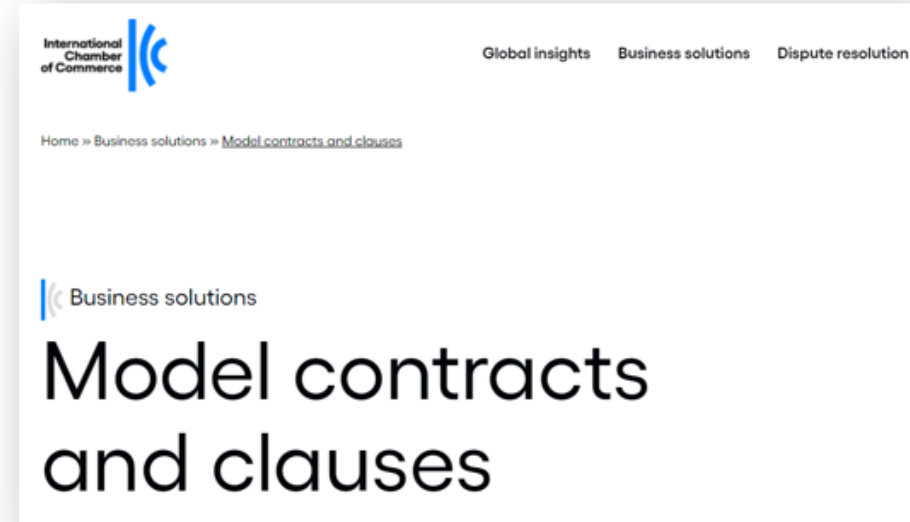 International
Chamber
of Commerce
Global insights Business solutions Dispute resolution
Home » Business solutions » Model contracts and clauses
Business solutions
Model contracts
and clauses